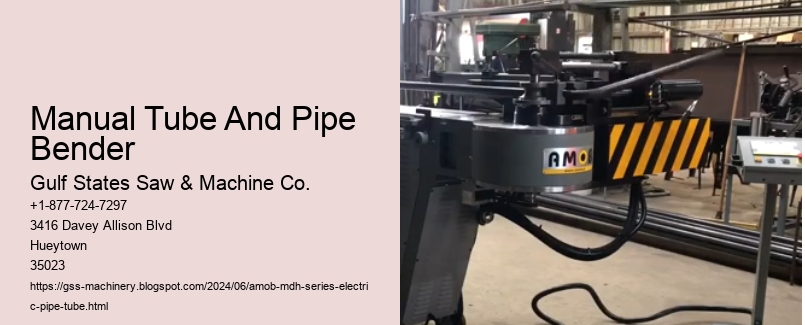 Manual Tube And Pipe
Bender
Gulf States Saw & Machine Co.
+1-877-724-7297
3416 Davey Allison Blvd
Hueytown
35023
https://gss-machinery.blogspot.com/2024/06/amob-mdh-series-electri
c-pipe-tube.html
AMOB